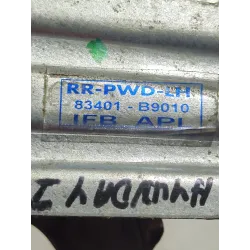 RR-PWD-LH
83401 - B9010
IFB API
HYUNDAY I